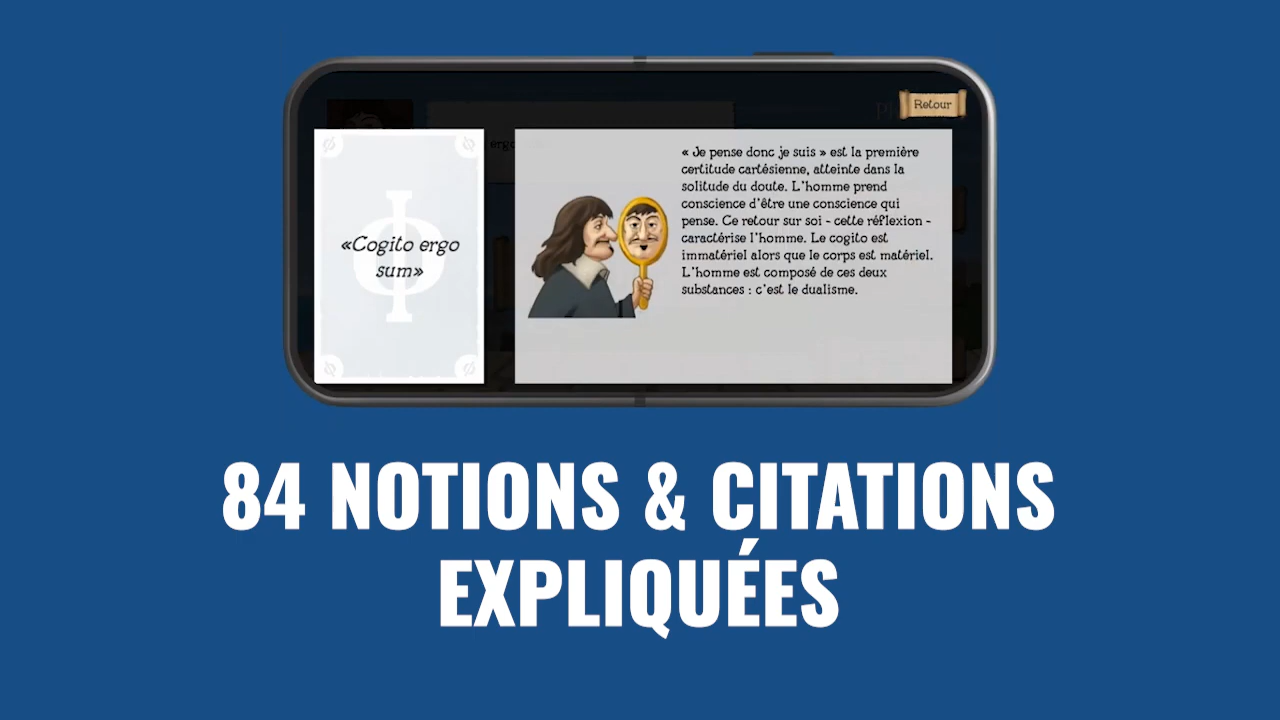 Retour
«Cogito ergo
sum»
« Je pense donc je suis » est la première
certitude cartésienne, atteinte dans la
solitude du doute. L'homme prend
conscience d'être une conscience qui
pense. Ce retour sur soi - cette réflexion -
caractérise l'homme. Le cogito est
immatériel alors que le corps est matériel.
L'homme est composé de ces deux
substances : c'est le dualisme.
84 NOTIONS & CITATIONS
EXPLIQUÉES